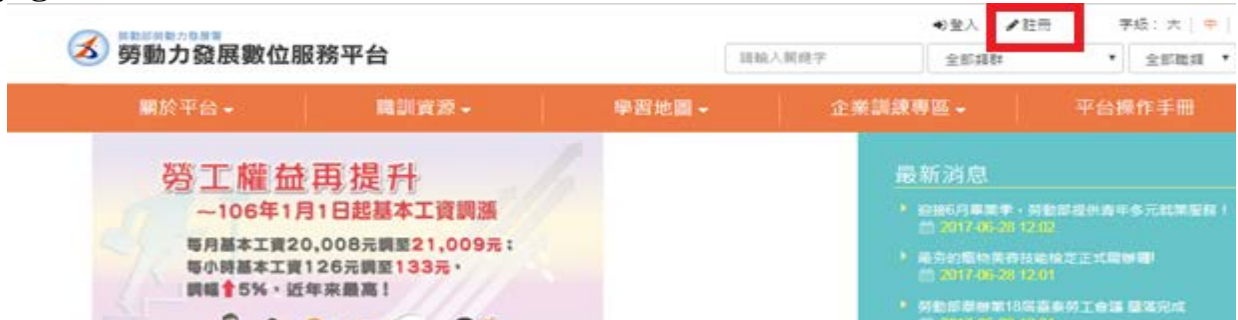 登入 註冊 字級：大｜中｜
勞動部勞動力發展署
勞動力發展數位服務平台
請輸入關鍵字 全部類群 全部職類
關於平台 職訓資源 學習地圖 企業訓練專區 平台操作手冊
勞工權益再提升
～106年1月1日起基本工資調漲
每月基本工資20,008元調至21,009元；
每小時基本工資126元調至133元，
調幅⬆5%，近年來最高！
最新消息
迎接6月畢業季，勞動部提供青年多元就業服務！
2017-06-28 12:02
最夯的寵物美容技能檢定正式開辦囉!
2017-06-28 12:01
勞動部舉辦第18屆臺泰勞工會議 圓滿完成